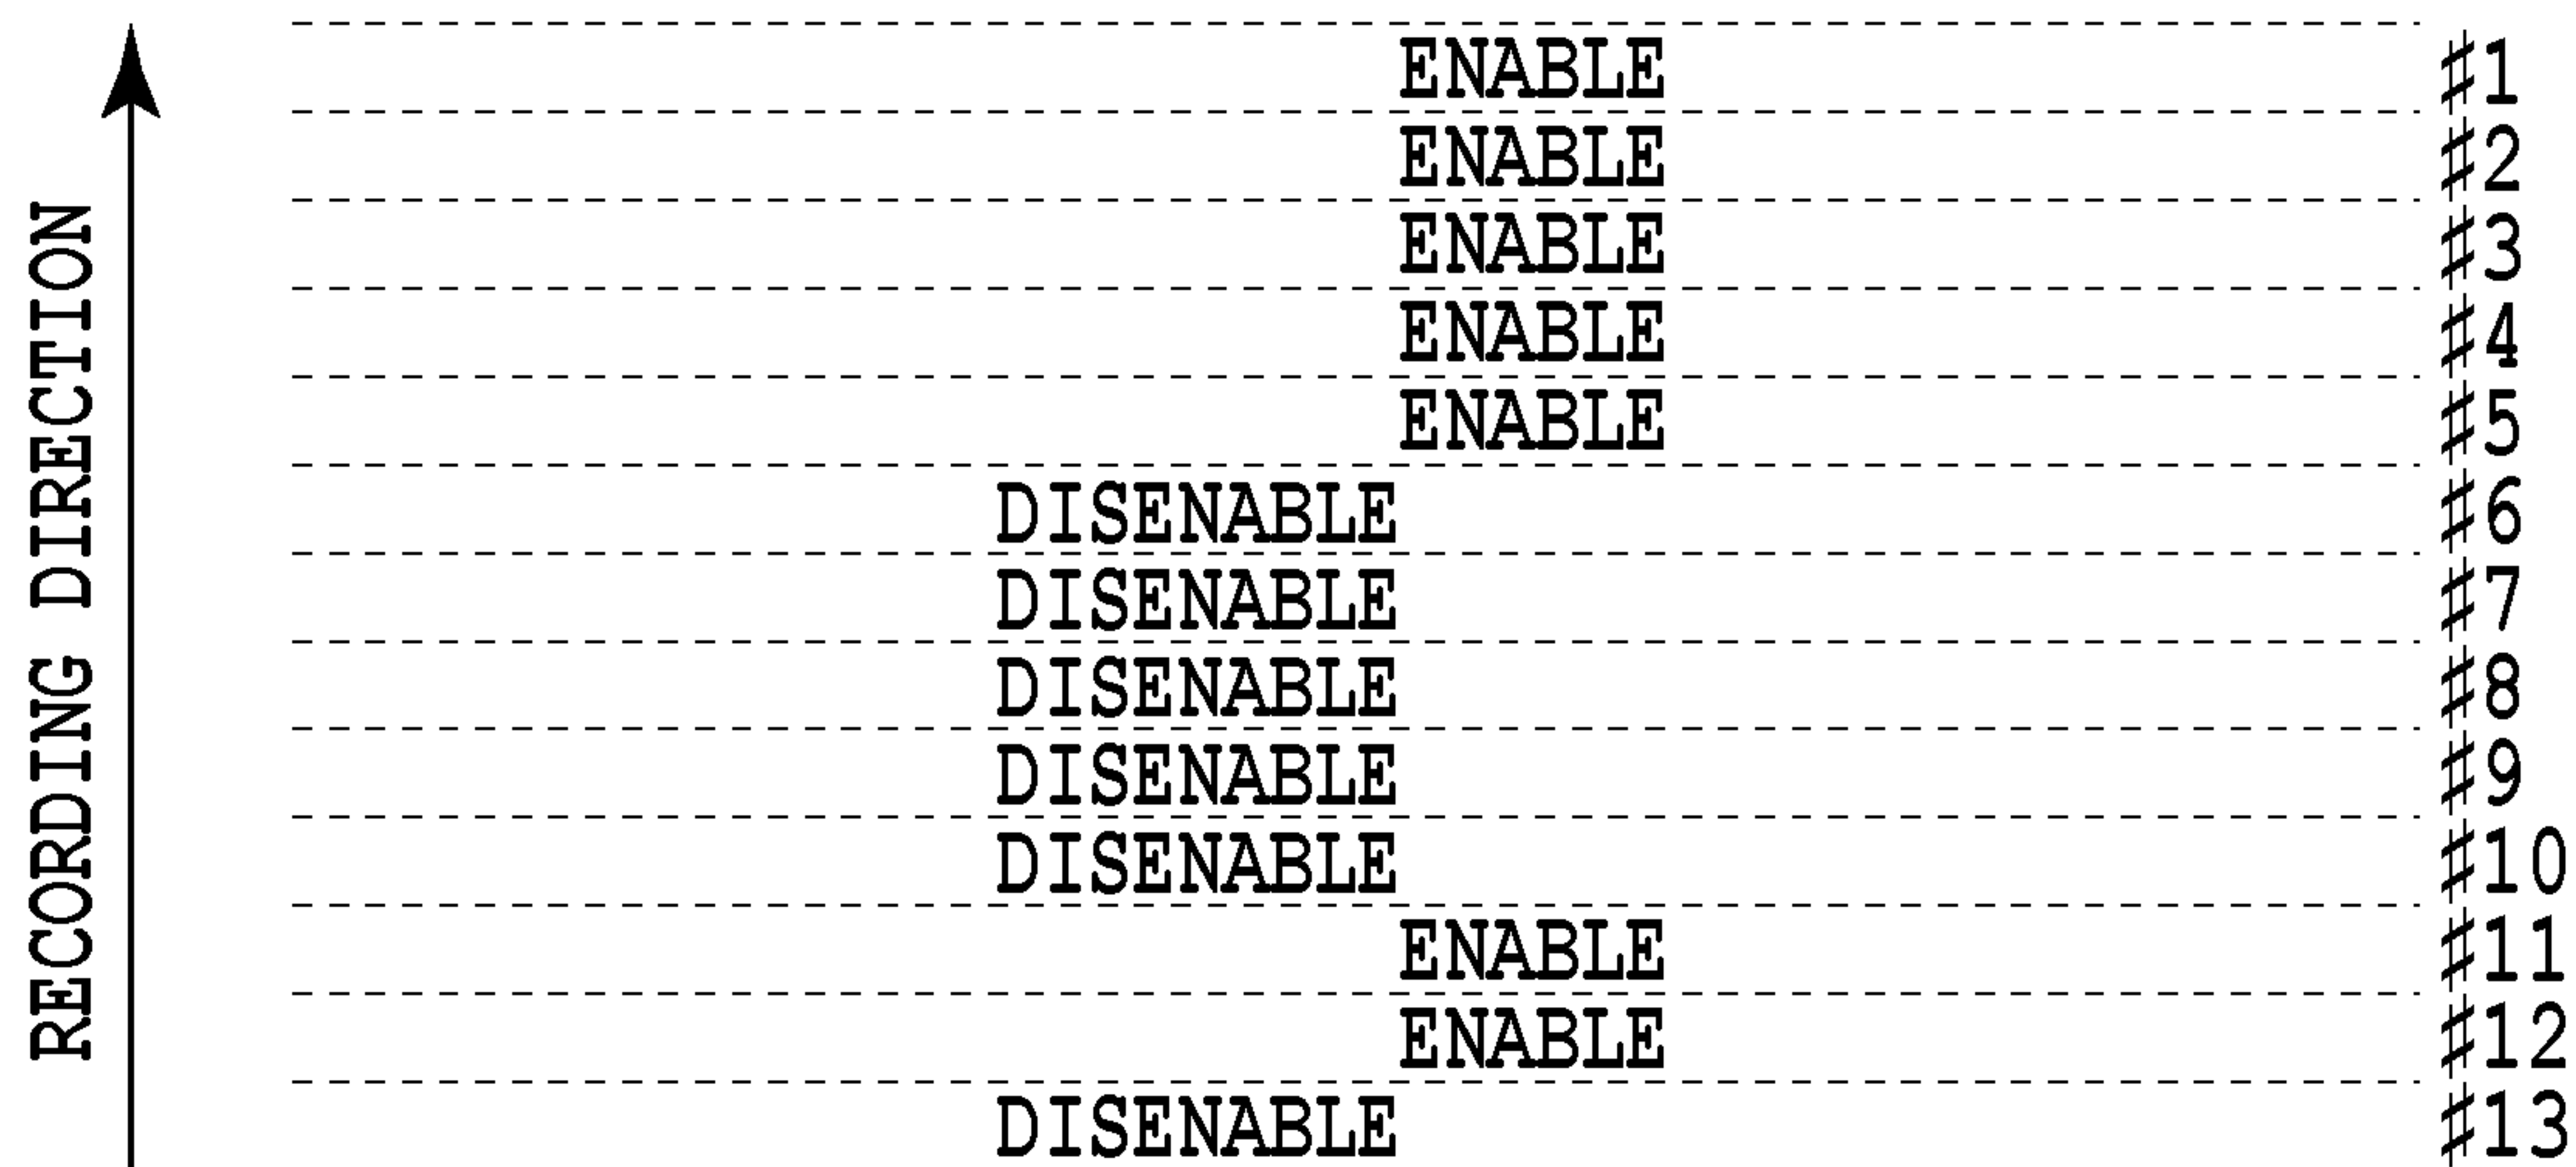 RECORDING DIRECTION
ENABLE #1
ENABLE #2
ENABLE #3
ENABLE #4
ENABLE #5
DISENABLE #6
DISENABLE #7
DISENABLE #8
DISENABLE #9
DISENABLE #10
ENABLE #11
ENABLE #12
DISENABLE #13